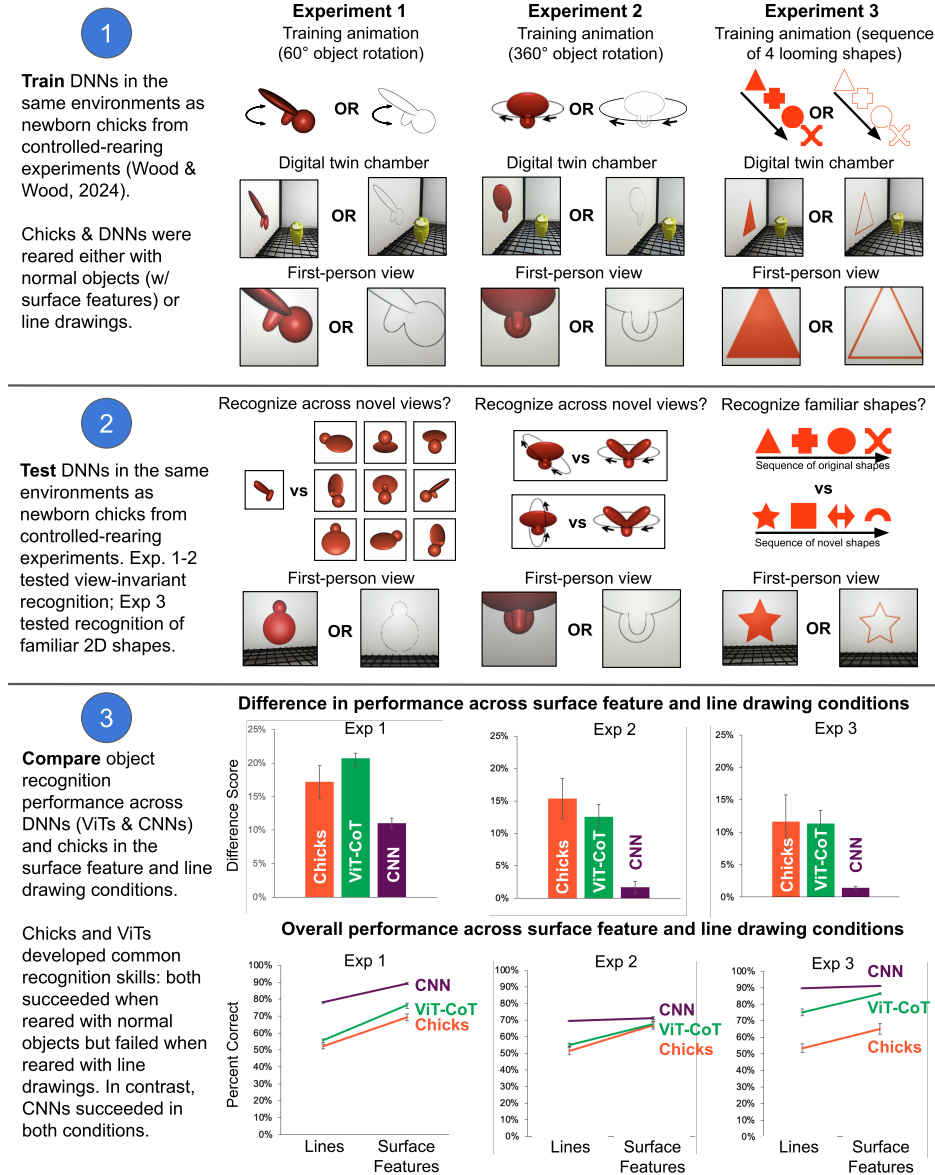 1
Train DNNs in the
same environments as
newborn chicks from
controlled-rearing
experiments (Wood &
Wood, 2024).
Chicks & DNNs were
reared either with
normal objects (w/
surface features) or
line drawings.
Experiment 1
Training animation
(60° object rotation)
OR
Digital twin chamber
OR
First-person view
OR
Experiment 2
Training animation
(360° object rotation)
OR
Digital twin chamber
OR
First-person view
OR
Experiment 3
Training animation (sequence
of 4 looming shapes)
OR
Digital twin chamber
OR
First-person view
OR
2
Test DNNs in the same
environments as
newborn chicks from
controlled-rearing
experiments. Exp. 1-2
tested view-invariant
recognition; Exp 3
tested recognition of
familiar 2D shapes.
Recognize across novel views?
vs
First-person view
OR
Recognize across novel views?
vs
vs
First-person view
OR
Recognize familiar shapes?
Sequence of original shapes
vs
Sequence of novel shapes
First-person view
OR
3
Compare object
recognition
performance across
DNNs (ViTs & CNNs)
and chicks in the
surface feature and line
drawing conditions.
Chicks and ViTs
developed common
recognition skills: both
succeeded when
reared with normal
objects but failed when
reared with line
drawings. In contrast,
CNNs succeeded in
both conditions.
Difference in performance across surface feature and line drawing conditions
Exp 1
Difference Score
25%
20%
15%
10%
5%
0%
Chicks
ViT-CoT
CNN
Exp 2
25%
20%
15%
10%
5%
0%
Chicks
ViT-CoT
CNN
Exp 3
25%
20%
15%
10%
5%
0%
Chicks
ViT-CoT
CNN
Overall performance across surface feature and line drawing conditions
Exp 1
Percent Correct
100%
90%
80%
70%
60%
50%
40%
30%
20%
10%
0%
CNN
ViT-CoT
Chicks
Lines
Surface
Features
Exp 2
100%
90%
80%
70%
60%
50%
40%
30%
20%
10%
0%
CNN
ViT-CoT
Chicks
Lines
Surface
Features
Exp 3
100%
90%
80%
70%
60%
50%
40%
30%
20%
10%
0%
CNN
ViT-CoT
Chicks
Lines
Surface
Features